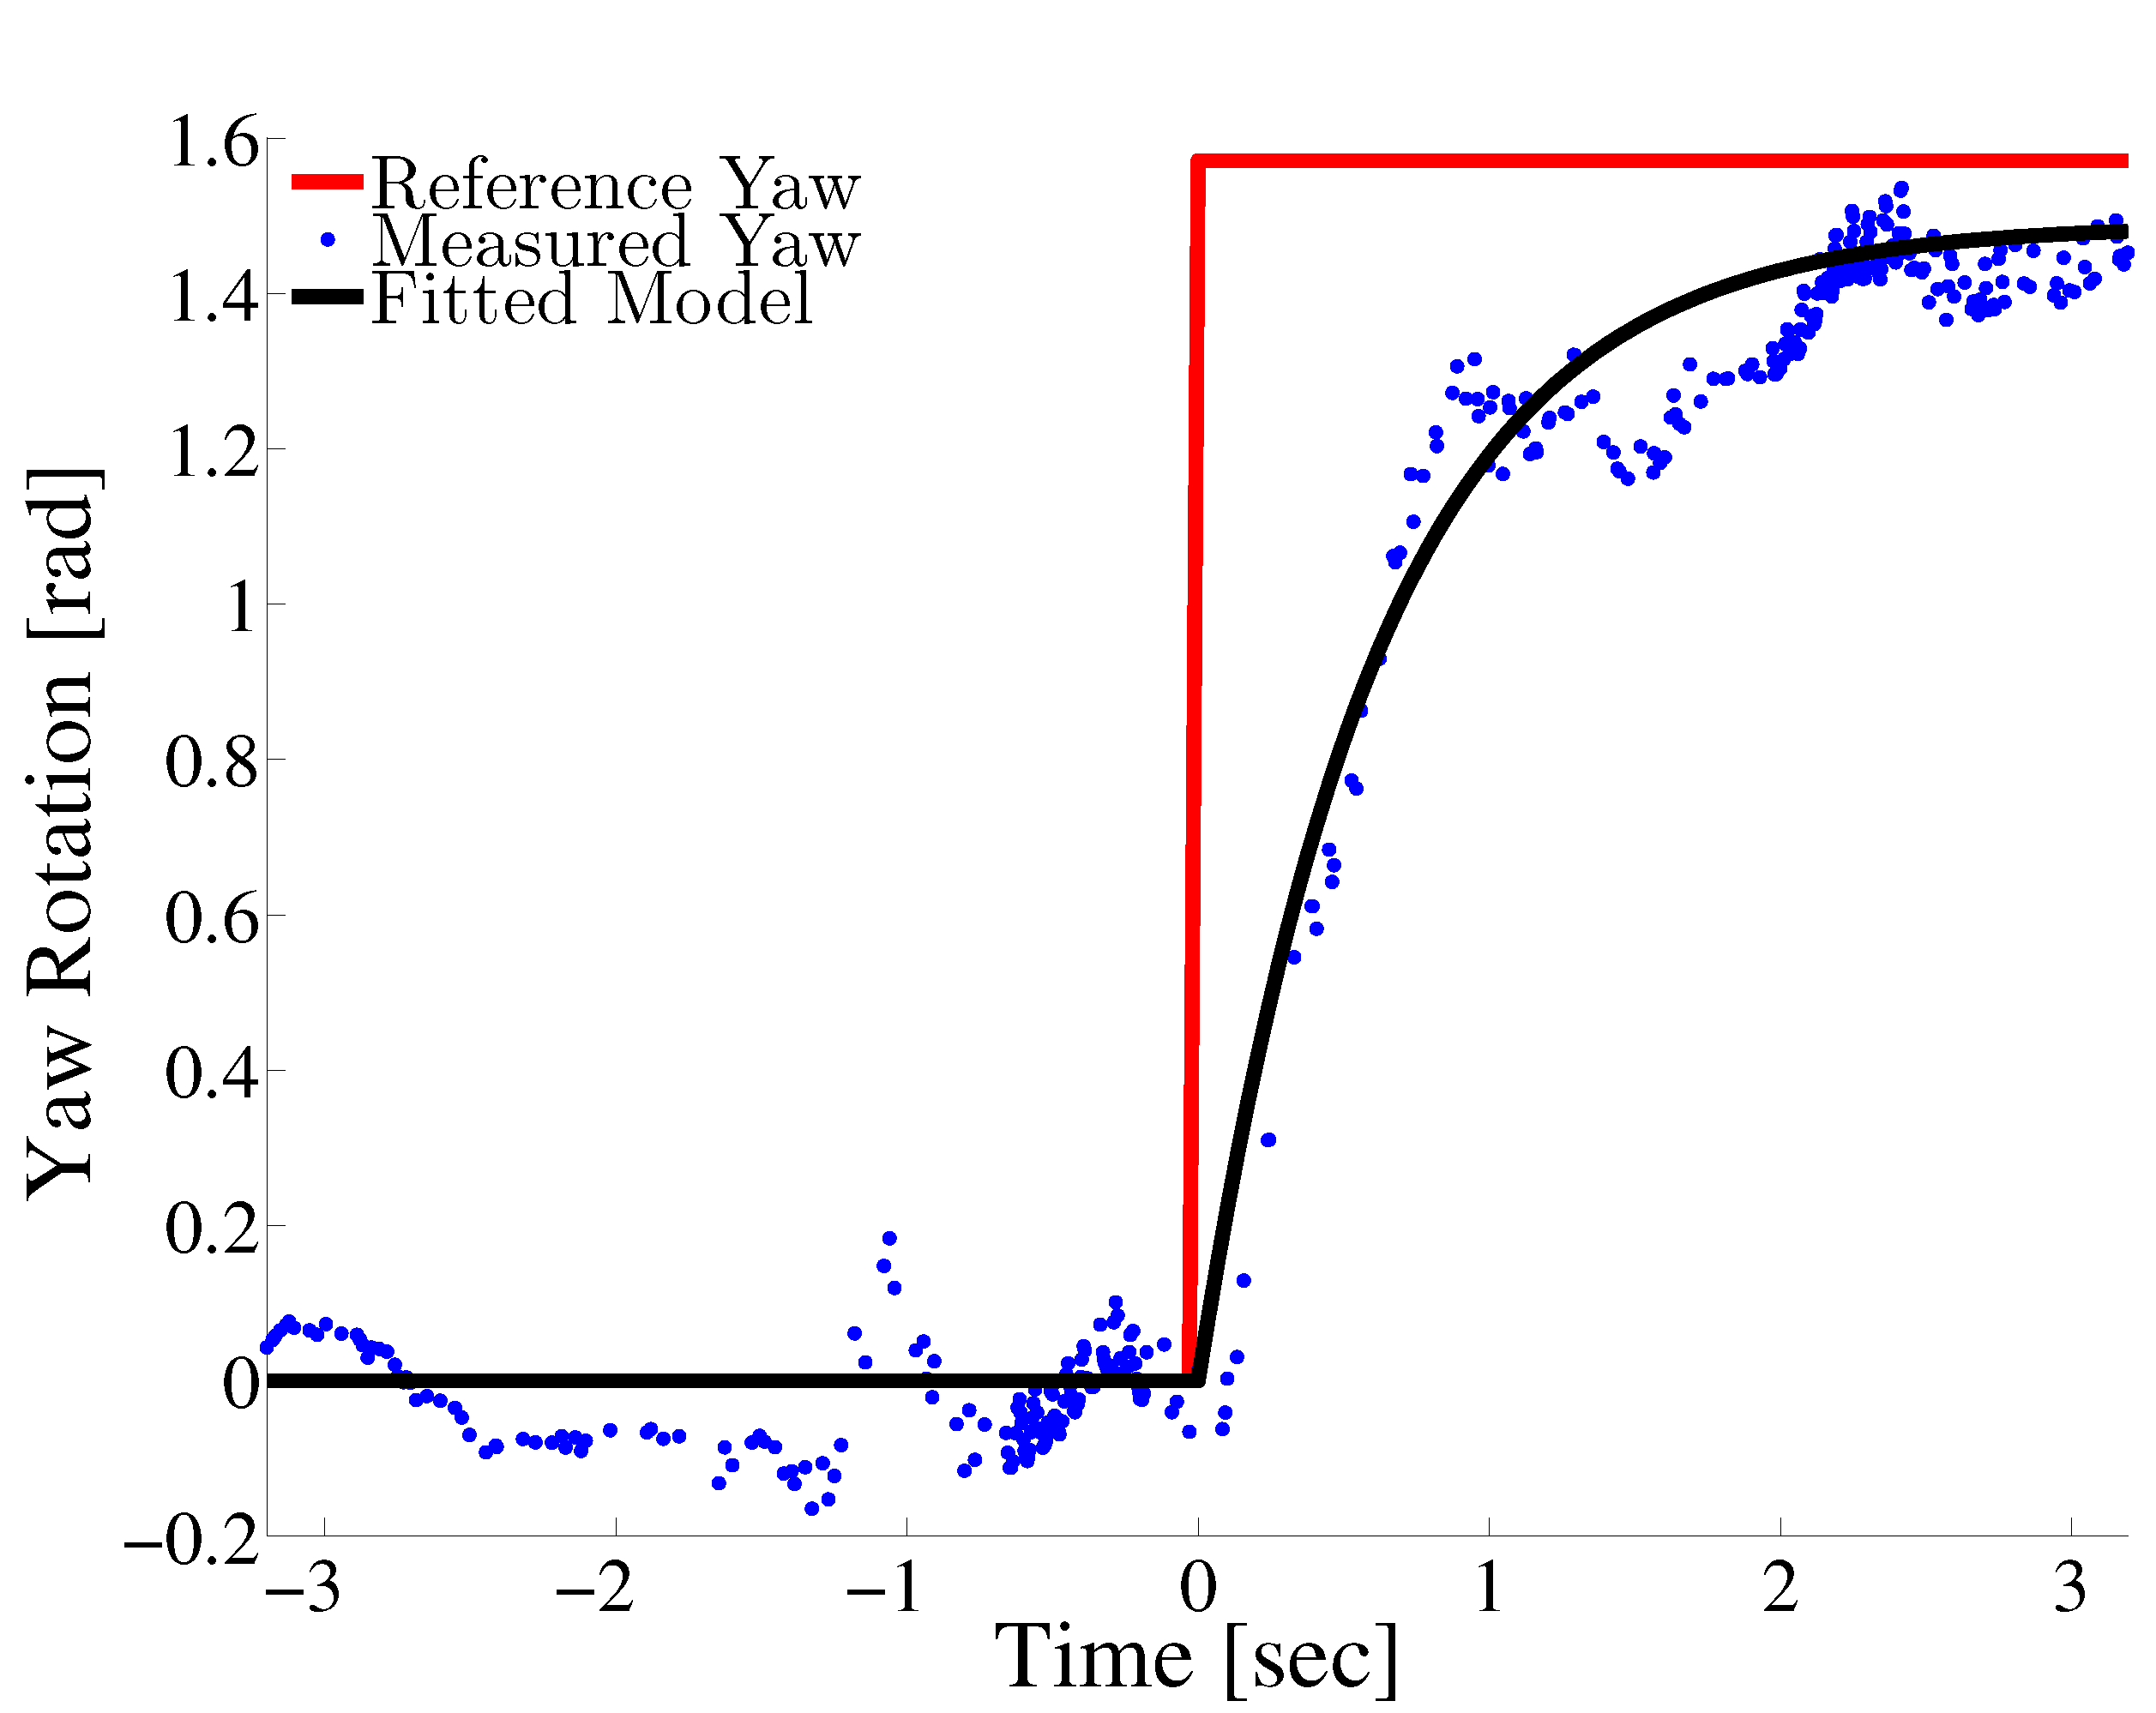 1.6
Reference Yaw
Measured Yaw
Fitted Model
1.4
1.2
1
0.8
0.6
0.4
0.2
0
−0.2
Yaw Rotation [rad]
−3 −2 −1 0 1 2 3
Time [sec]